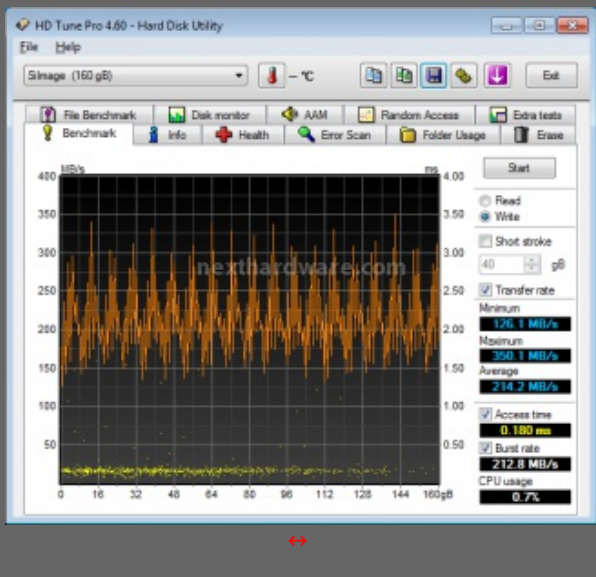 HD Tune Pro 4.60 - Hard Disk Utility
File Help
SiImage (160 gB)
– °C
Exit
File Benchmark Disk monitor AAM Random Access Extra tests
Benchmark Info Health Error Scan Folder Usage Erase
MB/s ms
400 4.00
350 3.50
300 3.00
250 2.50
200 2.00
150 1.50
100 1.00
50 0.50
0 16 32 48 64 80 96 112 128 144 160gB
nexthardware.com
Start
Read
Write
Short stroke
40 gB
Transfer rate
Minimum
126.1 MB/s
Maximum
350.1 MB/s
Average
214.2 MB/s
Access time
0.180 ms
Burst rate
212.8 MB/s
CPU usage
0.7%